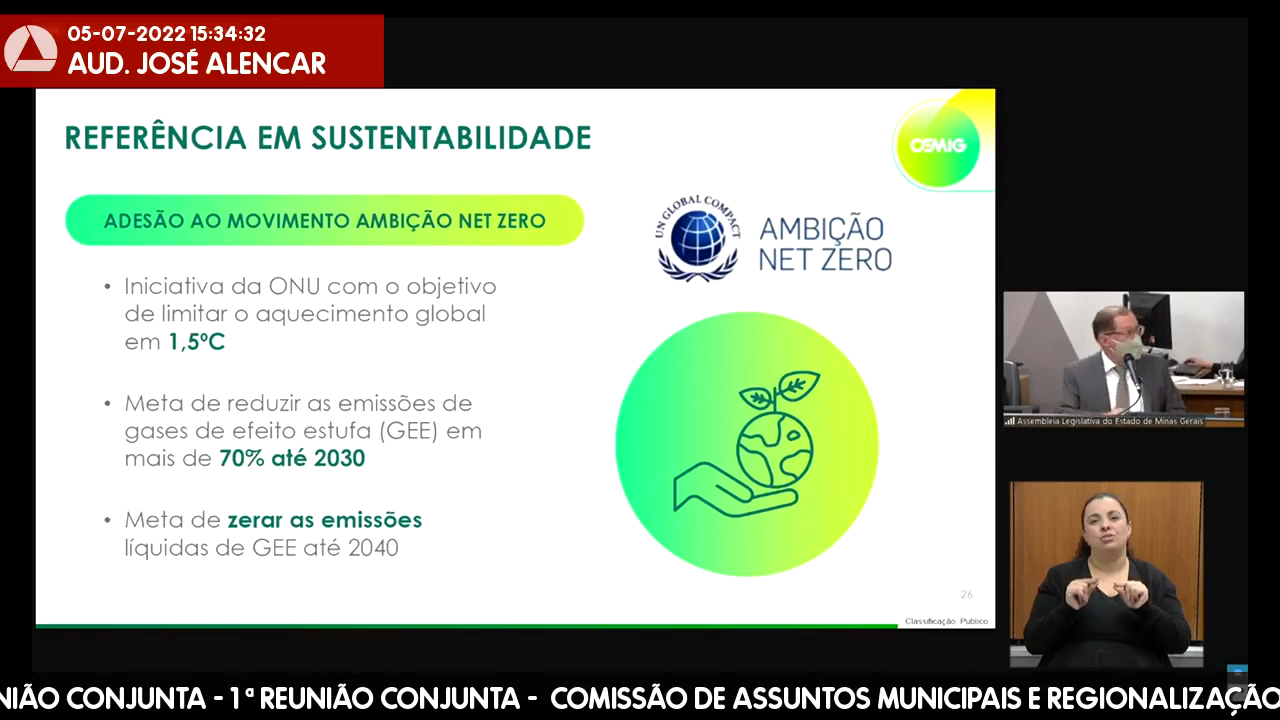 05-07-2022 15:34:32
AUD. JOSÉ ALENCAR
REFERÊNCIA EM SUSTENTABILIDADE
CEMIG
ADESÃO AO MOVIMENTO AMBIÇÃO NET ZERO
UN GLOBAL COMPACT
AMBIÇÃO
NET ZERO
• Iniciativa da ONU com o objetivo
de limitar o aquecimento global
em 1,5ºC
• Meta de reduzir as emissões de
gases de efeito estufa (GEE) em
mais de 70% até 2030
• Meta de zerar as emissões
líquidas de GEE até 2040
26
Classificação: Público
Assembleia Legislativa do Estado de Minas Gerais
NIÃO CONJUNTA - 1ª REUNIÃO CONJUNTA - COMISSÃO DE ASSUNTOS MUNICIPAIS E REGIONALIZAÇÃO